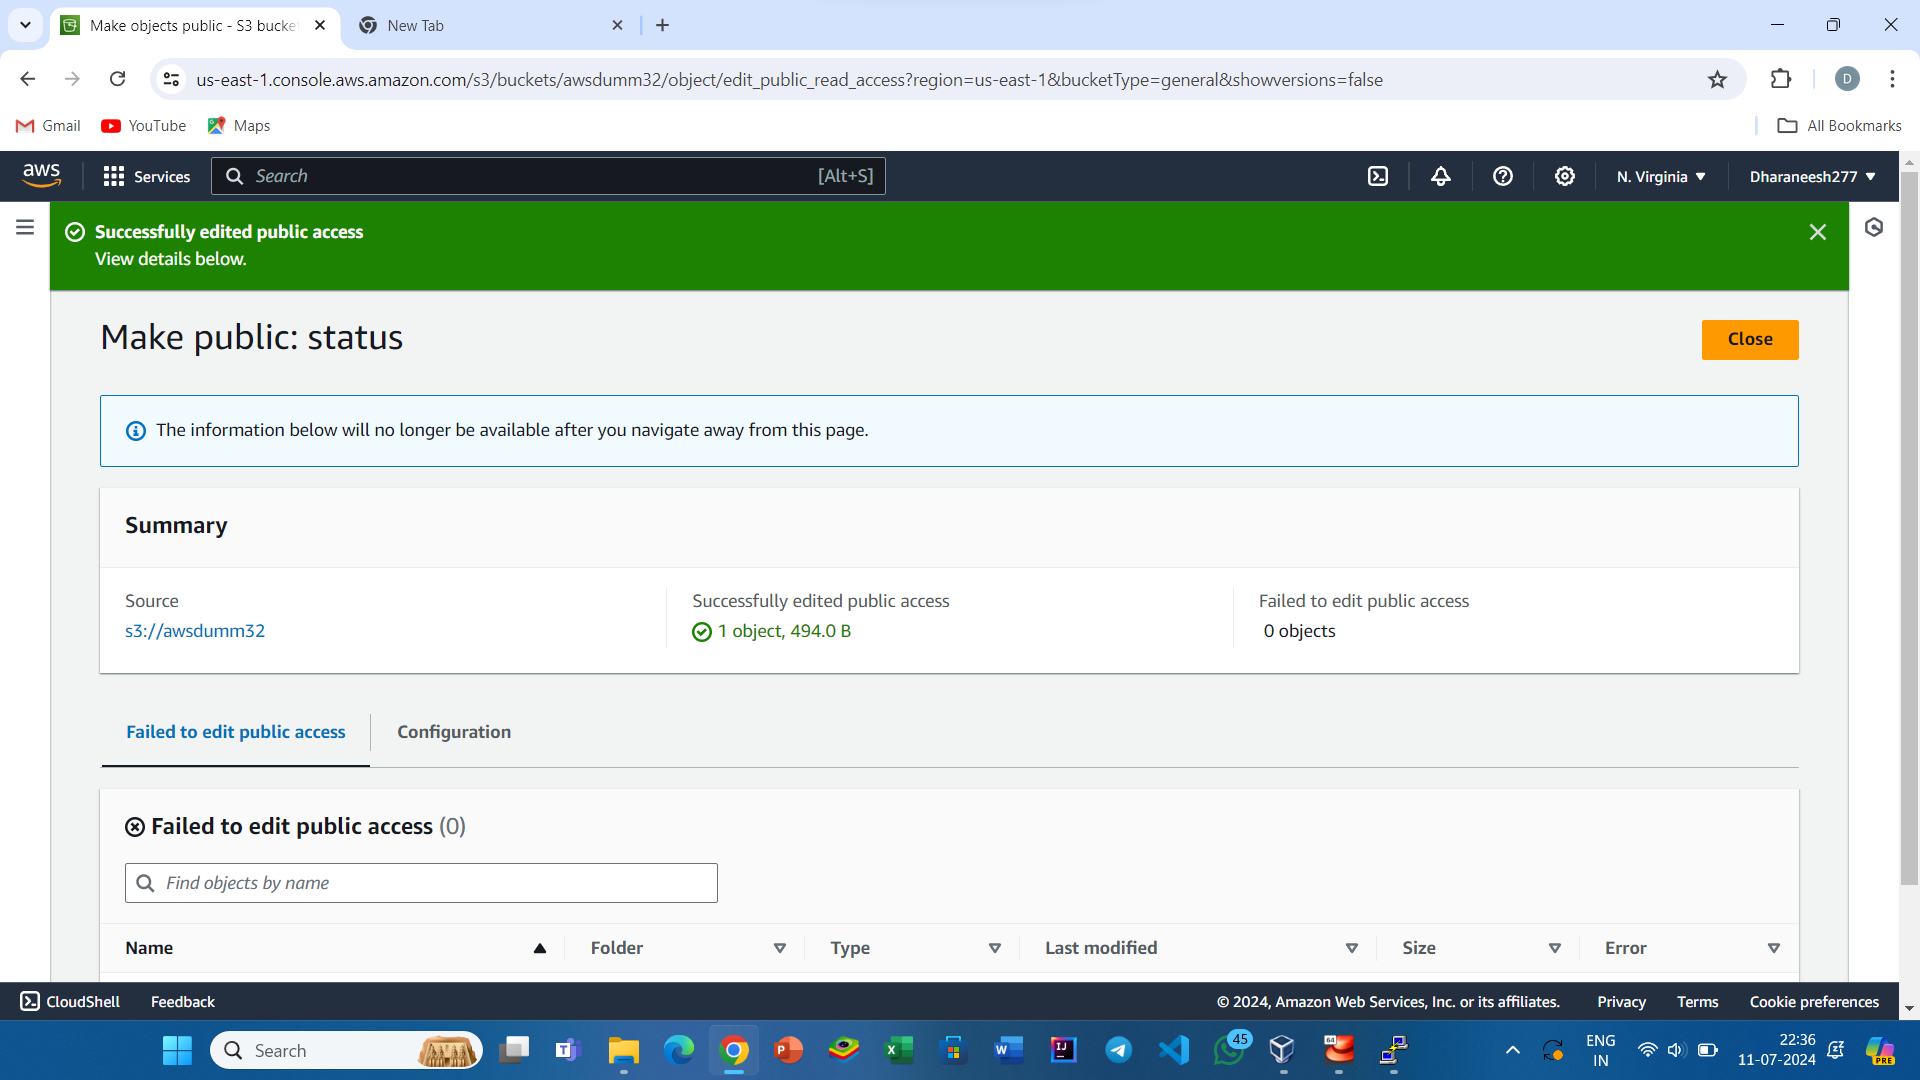 Make objects public - S3 bucke
New Tab
us-east-1.console.aws.amazon.com/s3/buckets/awsdumm32/object/edit_public_read_access?region=us-east-1&bucketType=general&showversions=false
D
Gmail
YouTube
Maps
All Bookmarks
aws
Services
Search
[Alt+S]
N. Virginia
Dharaneesh277
Successfully edited public access
View details below.
Make public: status
Close
The information below will no longer be available after you navigate away from this page.
Summary
Source
s3://awsdumm32
Successfully edited public access
1 object, 494.0 B
Failed to edit public access
0 objects
Failed to edit public access
Configuration
Failed to edit public access (0)
Find objects by name
Name
Folder
Type
Last modified
Size
Error
CloudShell
Feedback
© 2024, Amazon Web Services, Inc. or its affiliates.
Privacy
Terms
Cookie preferences
Search
45
64
ENG
IN
22:36
11-07-2024
PRE